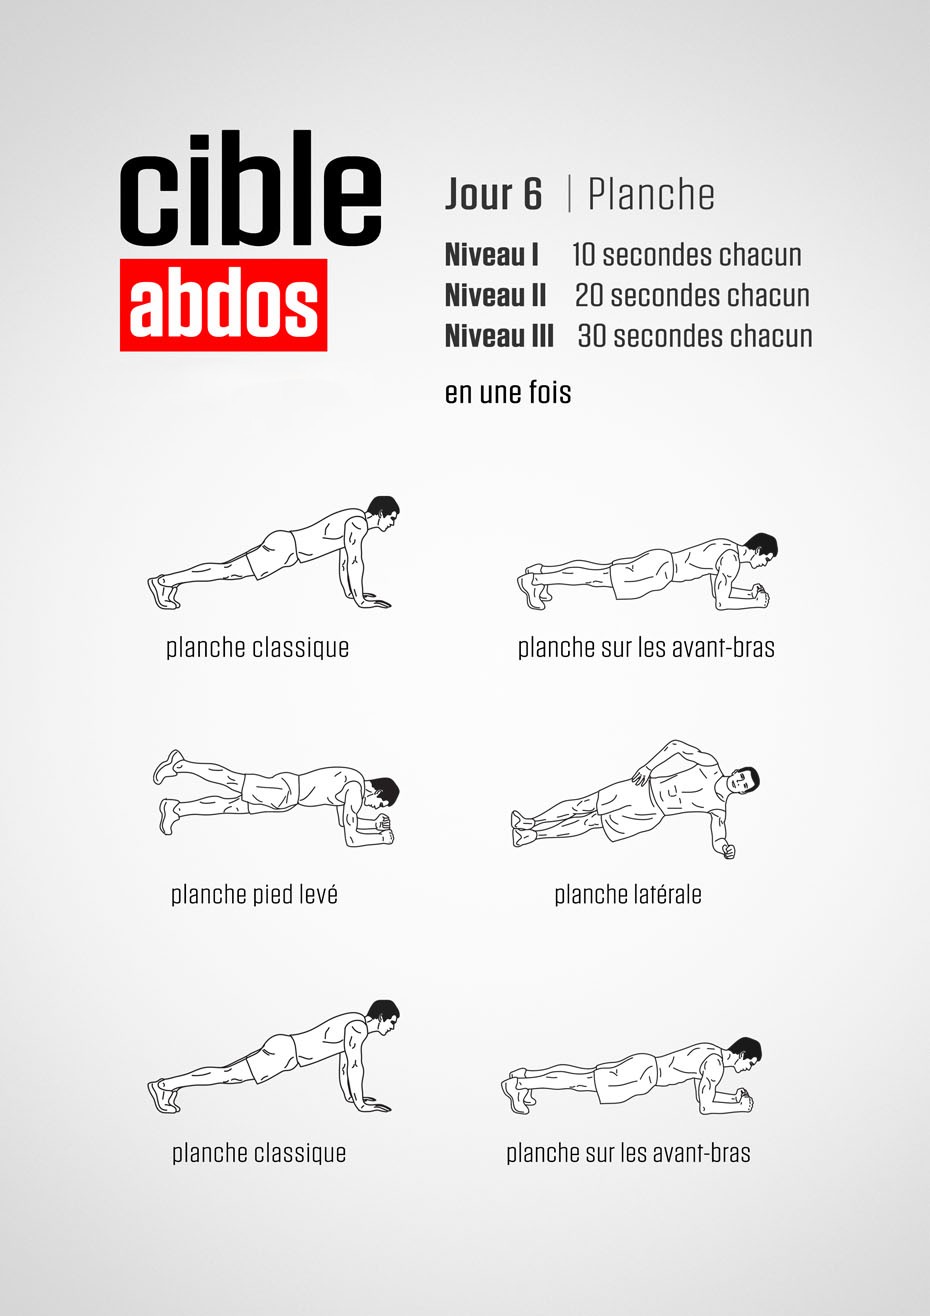 cible
abdos
Jour 6 | Planche
Niveau I 10 secondes chacun
Niveau II 20 secondes chacun
Niveau III 30 secondes chacun
en une fois
planche classique
planche sur les avant-bras
planche pied levé
planche latérale
planche classique
planche sur les avant-bras